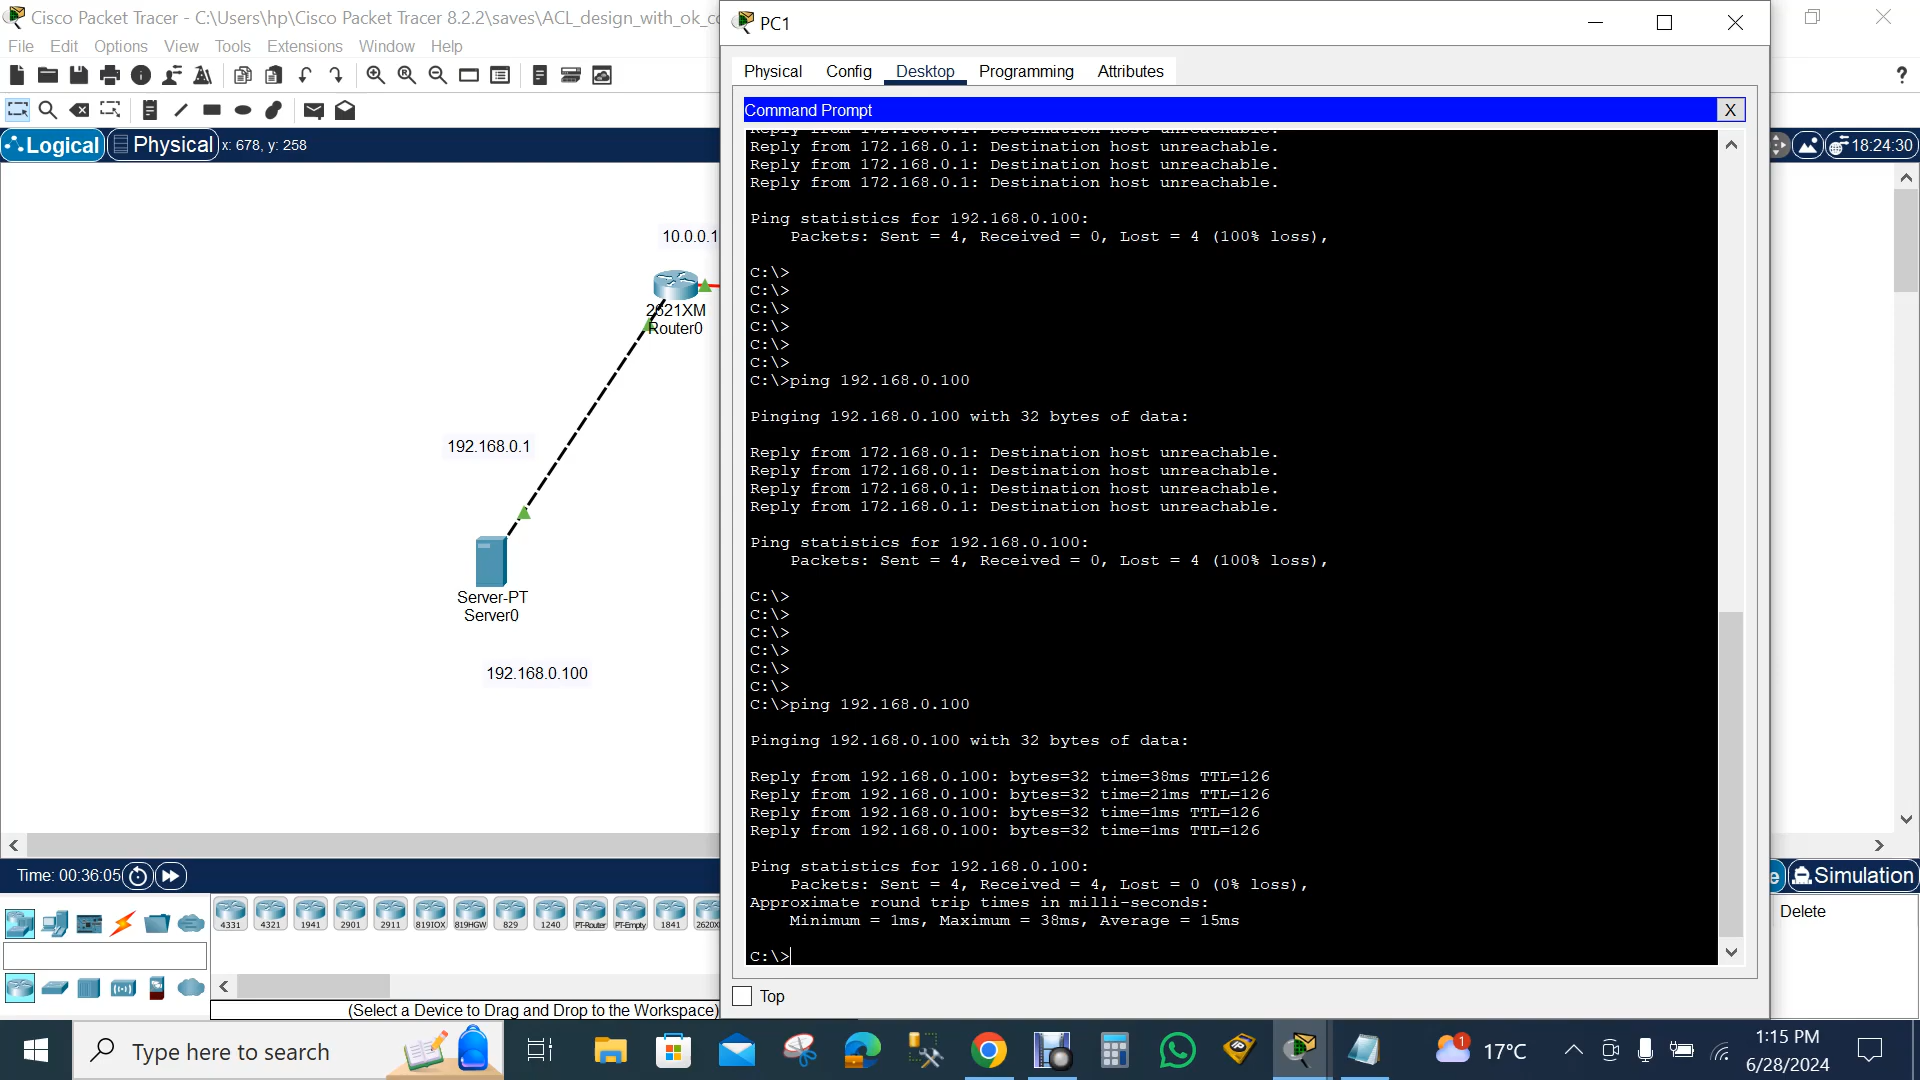 Cisco Packet Tracer - C:\Users\hp\Cisco Packet Tracer 8.2.2\saves\ACL_design_with_ok_co
File Edit Options View Tools Extensions Window Help
Logical Physical x: 678, y: 258
18:24:30
10.0.0.1
2621XM
Router0
192.168.0.1
Server-PT
Server0
192.168.0.100
PC1
Physical Config Desktop Programming Attributes
Command Prompt X
Reply from 172.168.0.1: Destination host unreachable.
Reply from 172.168.0.1: Destination host unreachable.
Reply from 172.168.0.1: Destination host unreachable.
Reply from 172.168.0.1: Destination host unreachable.
Ping statistics for 192.168.0.100:
Packets: Sent = 4, Received = 0, Lost = 4 (100% loss),
C:\>
C:\>
C:\>
C:\>
C:\>
C:\>
C:\>ping 192.168.0.100
Pinging 192.168.0.100 with 32 bytes of data:
Reply from 172.168.0.1: Destination host unreachable.
Reply from 172.168.0.1: Destination host unreachable.
Reply from 172.168.0.1: Destination host unreachable.
Reply from 172.168.0.1: Destination host unreachable.
Ping statistics for 192.168.0.100:
Packets: Sent = 4, Received = 0, Lost = 4 (100% loss),
C:\>
C:\>
C:\>
C:\>
C:\>
C:\>
C:\>ping 192.168.0.100
Pinging 192.168.0.100 with 32 bytes of data:
Reply from 192.168.0.100: bytes=32 time=38ms TTL=126
Reply from 192.168.0.100: bytes=32 time=21ms TTL=126
Reply from 192.168.0.100: bytes=32 time=1ms TTL=126
Reply from 192.168.0.100: bytes=32 time=1ms TTL=126
Ping statistics for 192.168.0.100:
Packets: Sent = 4, Received = 4, Lost = 0 (0% loss),
Approximate round trip times in milli-seconds:
Minimum = 1ms, Maximum = 38ms, Average = 15ms
C:\>
Top
Time: 00:36:05
e Simulation
Delete
4331 4321 1941 2901 2911 819IOX 819HGW 829 1240 PT-Router PT-Empty 1841 2620X
(Select a Device to Drag and Drop to the Workspace)
Type here to search
1
17°C
1:15 PM
6/28/2024